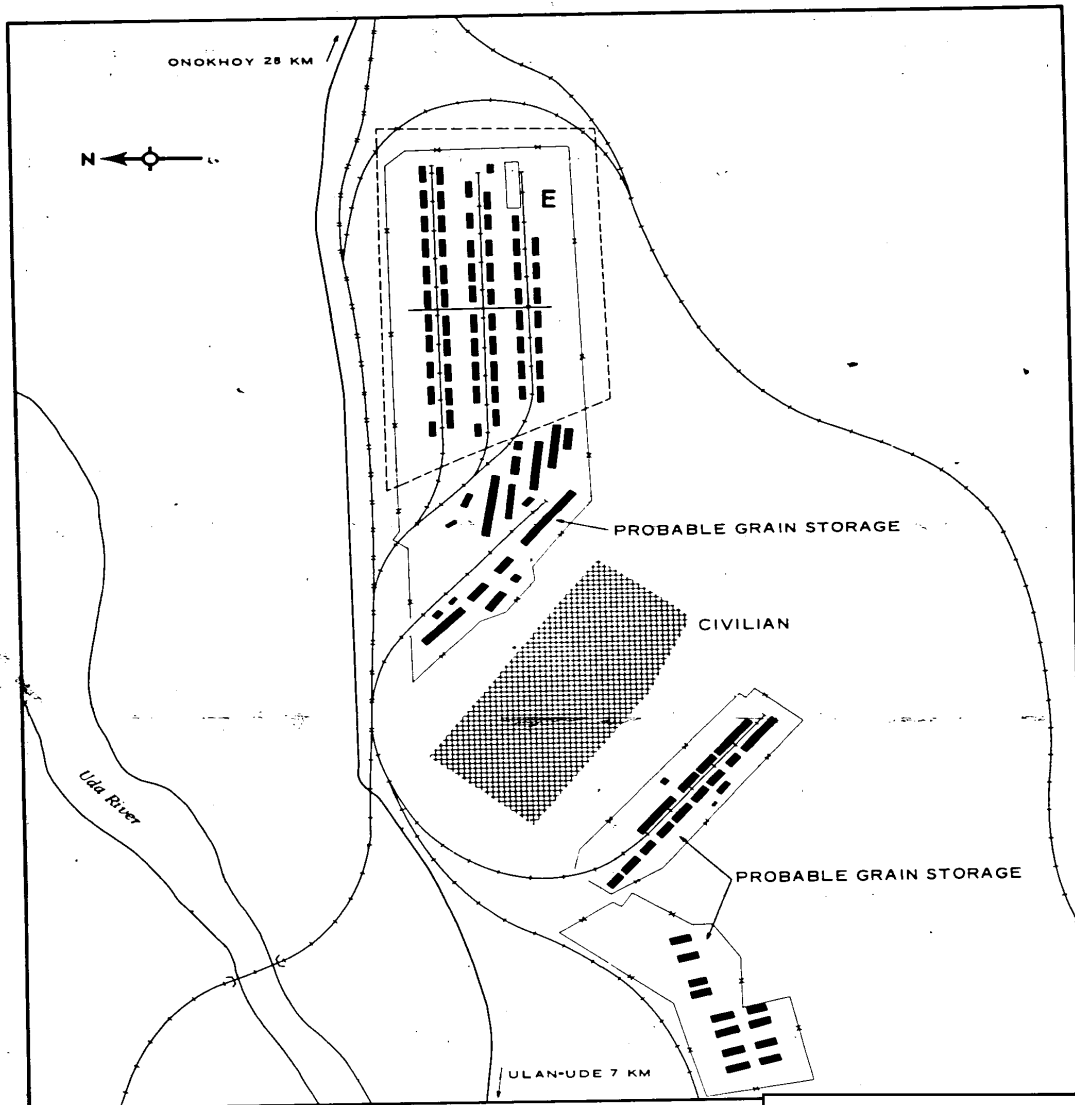 ONOKHOY 28 KM
N
E
PROBABLE GRAIN STORAGE
CIVILIAN
Uda River
PROBABLE GRAIN STORAGE
ULAN-UDE 7 KM